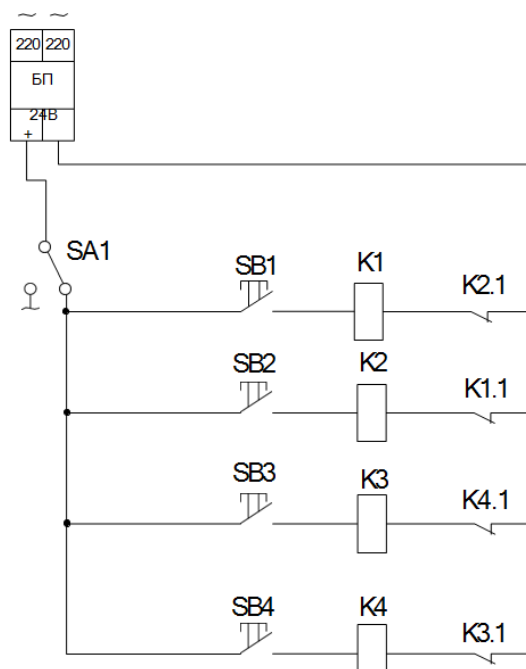 ~ ~
220 220
БП
24В
+
SA1
SB1 K1 K2.1
SB2 K2 K1.1
SB3 K3 K4.1
SB4 K4 K3.1